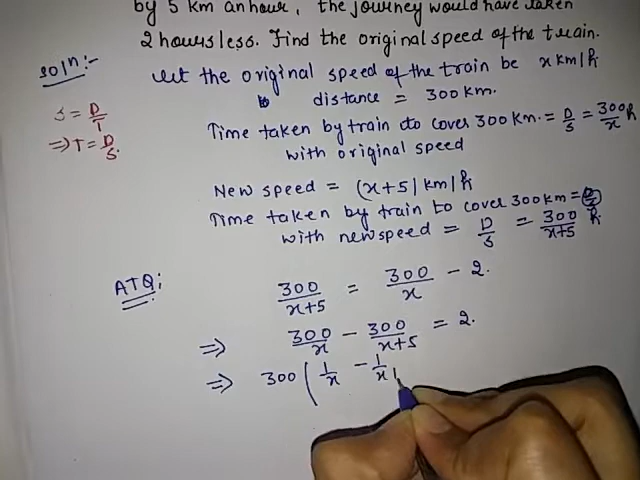 by 5 km an hour, the journey would have taken
2 hours less. Find the original speed of the train.
Solⁿ:- Let the original speed of the train be x km/h
distance = 300 km.
S = D/T
⇒ T = D/S.
Time taken by train to cover 300 km. = D/S = 300/x h
with original speed
New speed = (x+5) km/h
Time taken by train to cover 300 km = D/S
with new speed = D/S = 300/x+5 h
ATQ;
300/x+5 = 300/x - 2.
⇒ 300/x - 300/x+5 = 2.
⇒ 300 ( 1/x - 1/x